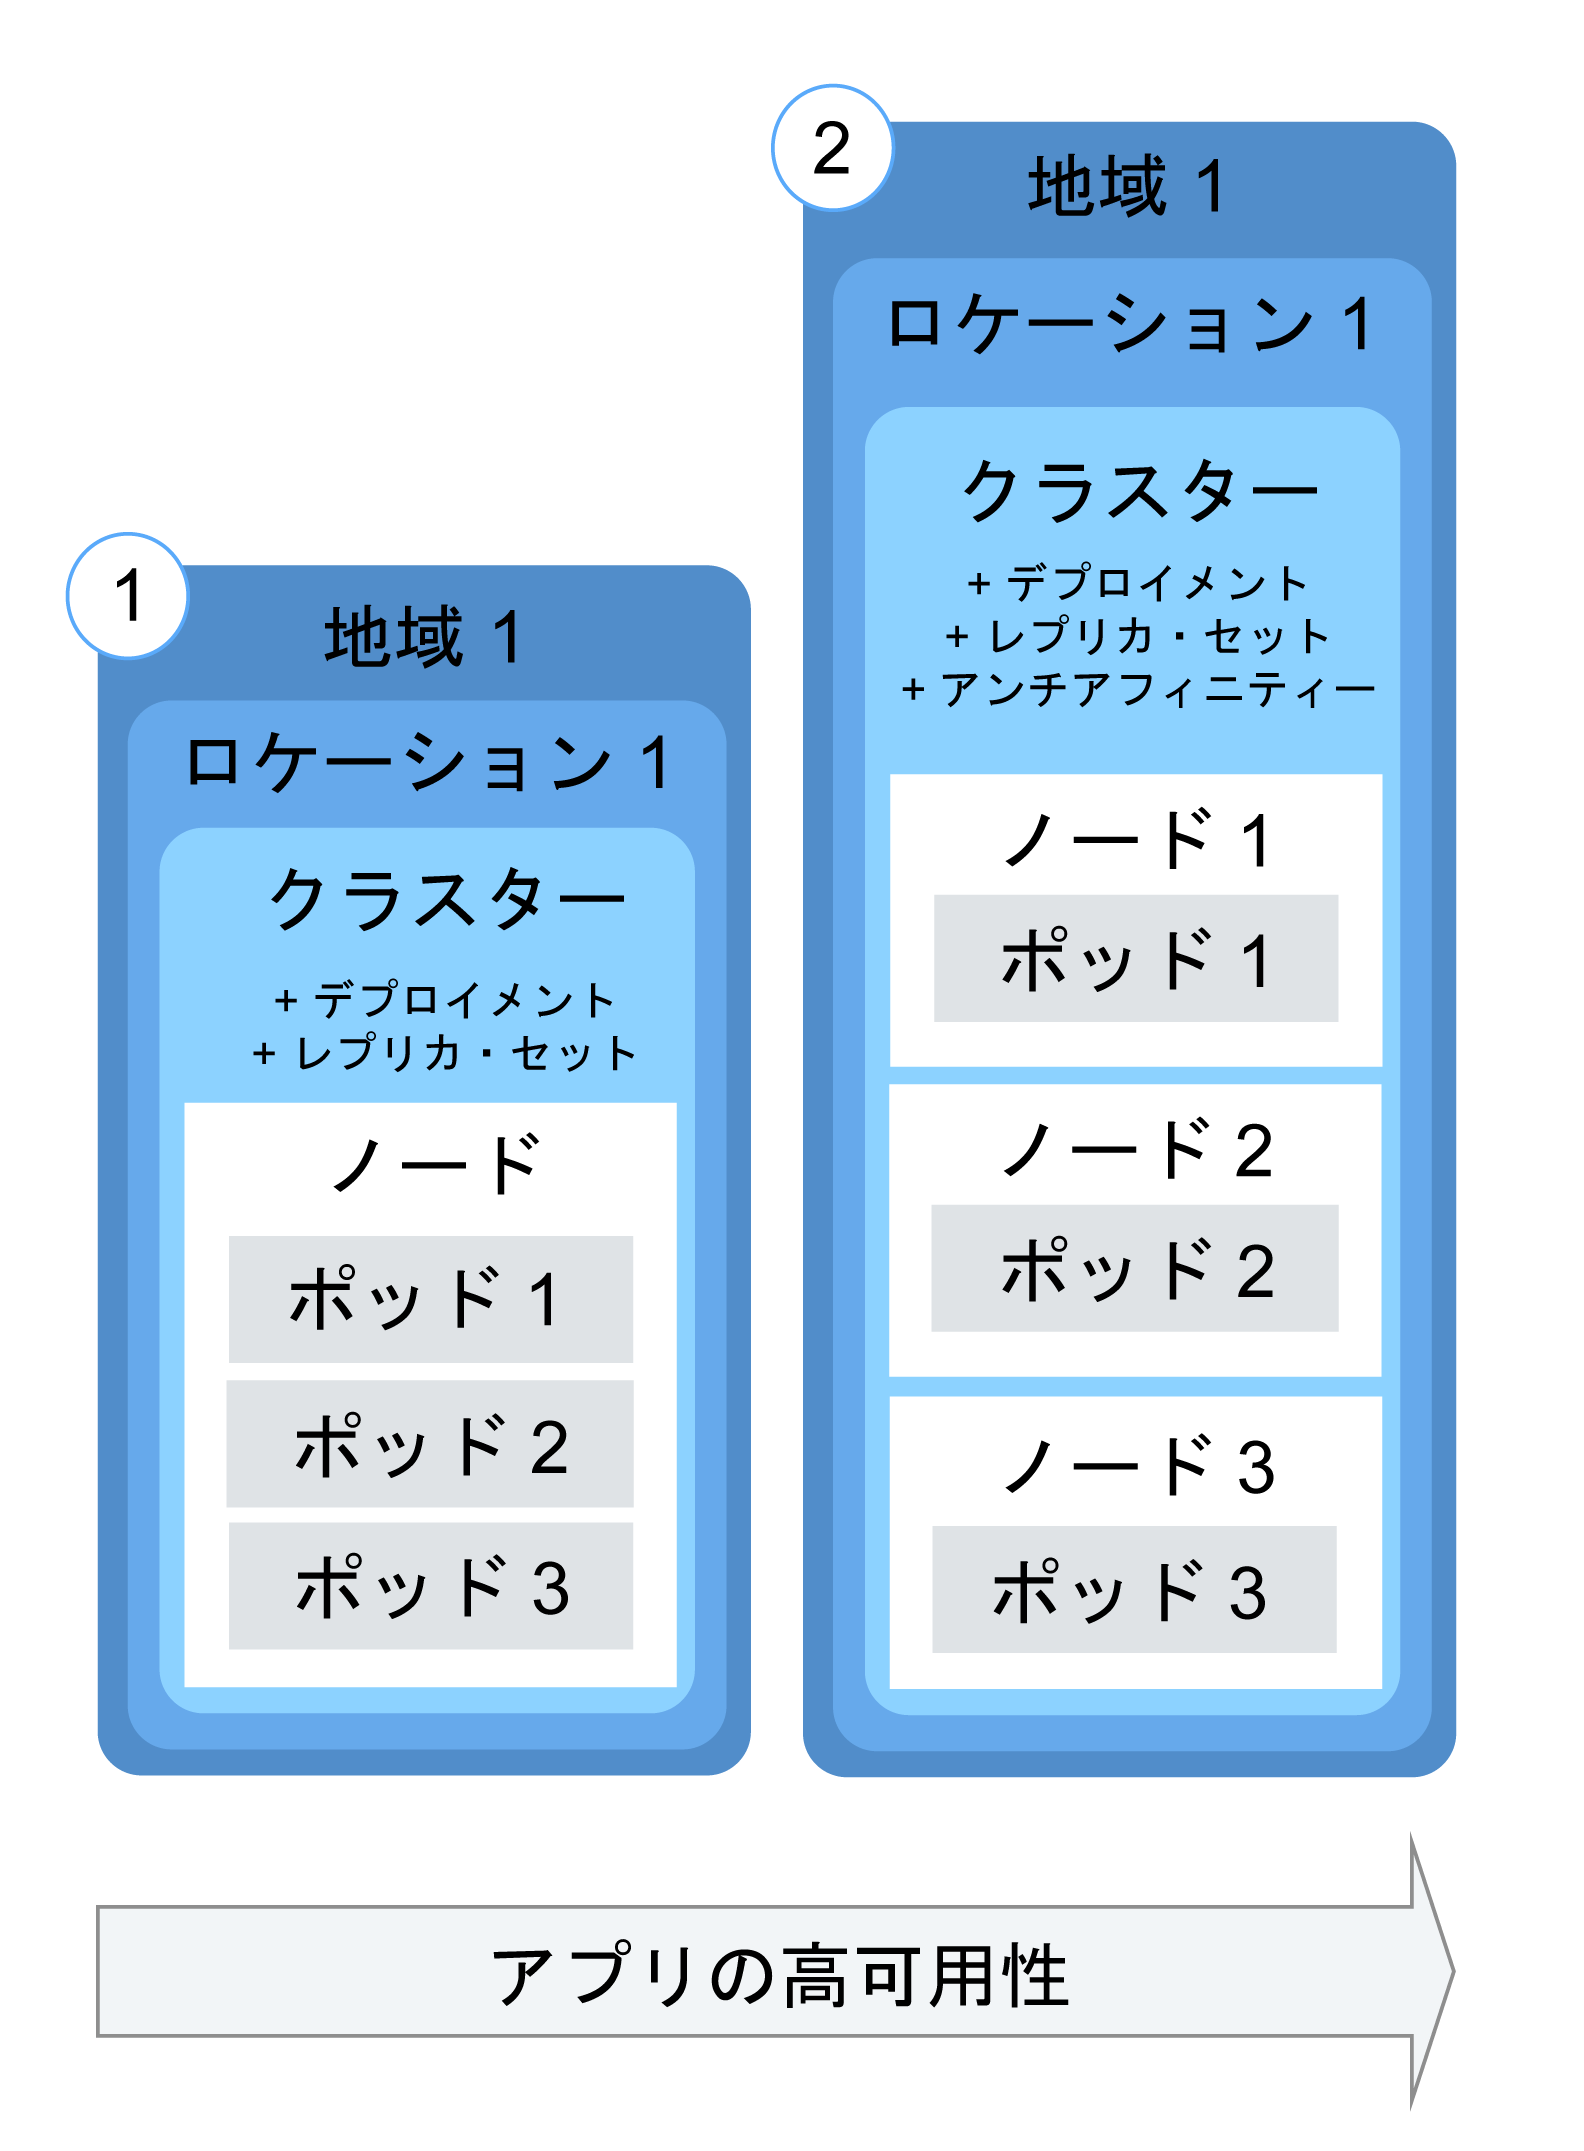 1
地域 1
ロケーション 1
クラスター
+ デプロイメント
+ レプリカ・セット
ノード
ポッド 1
ポッド 2
ポッド 3
2
地域 1
ロケーション 1
クラスター
+ デプロイメント
+ レプリカ・セット
+ アンチアフィニティー
ノード 1
ポッド 1
ノード 2
ポッド 2
ノード 3
ポッド 3
アプリの高可用性